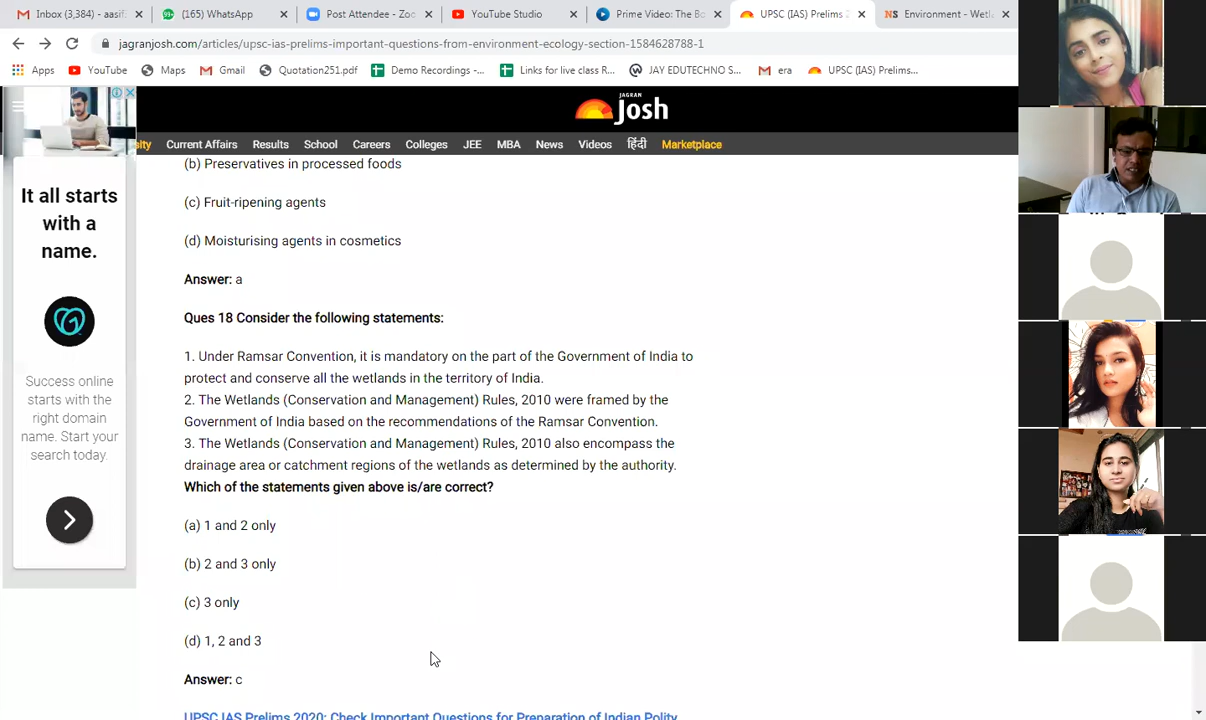 Inbox (3,384) - aasif
(165) WhatsApp
Post Attendee - Zoo
YouTube Studio
Prime Video: The Bo
UPSC (IAS) Prelims 2
Environment - Wetl
jagranjosh.com/articles/upsc-ias-prelims-important-questions-from-environment-ecology-section-1584628788-1
Apps
YouTube
Maps
Gmail
Quotation251.pdf
Demo Recordings -...
Links for live class R...
JAY EDUTECHNO S...
era
UPSC (IAS) Prelims...
JAGRAN
Josh
sity
Current Affairs
Results
School
Careers
Colleges
JEE
MBA
News
Videos
हिंदी
Marketplace
It all starts
with a
name.
Success online
starts with the
right domain
name. Start your
search today.
(b) Preservatives in processed foods
(c) Fruit-ripening agents
(d) Moisturising agents in cosmetics
Answer: a
Ques 18 Consider the following statements:
1. Under Ramsar Convention, it is mandatory on the part of the Government of India to
protect and conserve all the wetlands in the territory of India.
2. The Wetlands (Conservation and Management) Rules, 2010 were framed by the
Government of India based on the recommendations of the Ramsar Convention.
3. The Wetlands (Conservation and Management) Rules, 2010 also encompass the
drainage area or catchment regions of the wetlands as determined by the authority.
Which of the statements given above is/are correct?
(a) 1 and 2 only
(b) 2 and 3 only
(c) 3 only
(d) 1, 2 and 3
Answer: c
UPSC IAS Prelims 2020: Check Important Questions for Preparation of Indian Polity